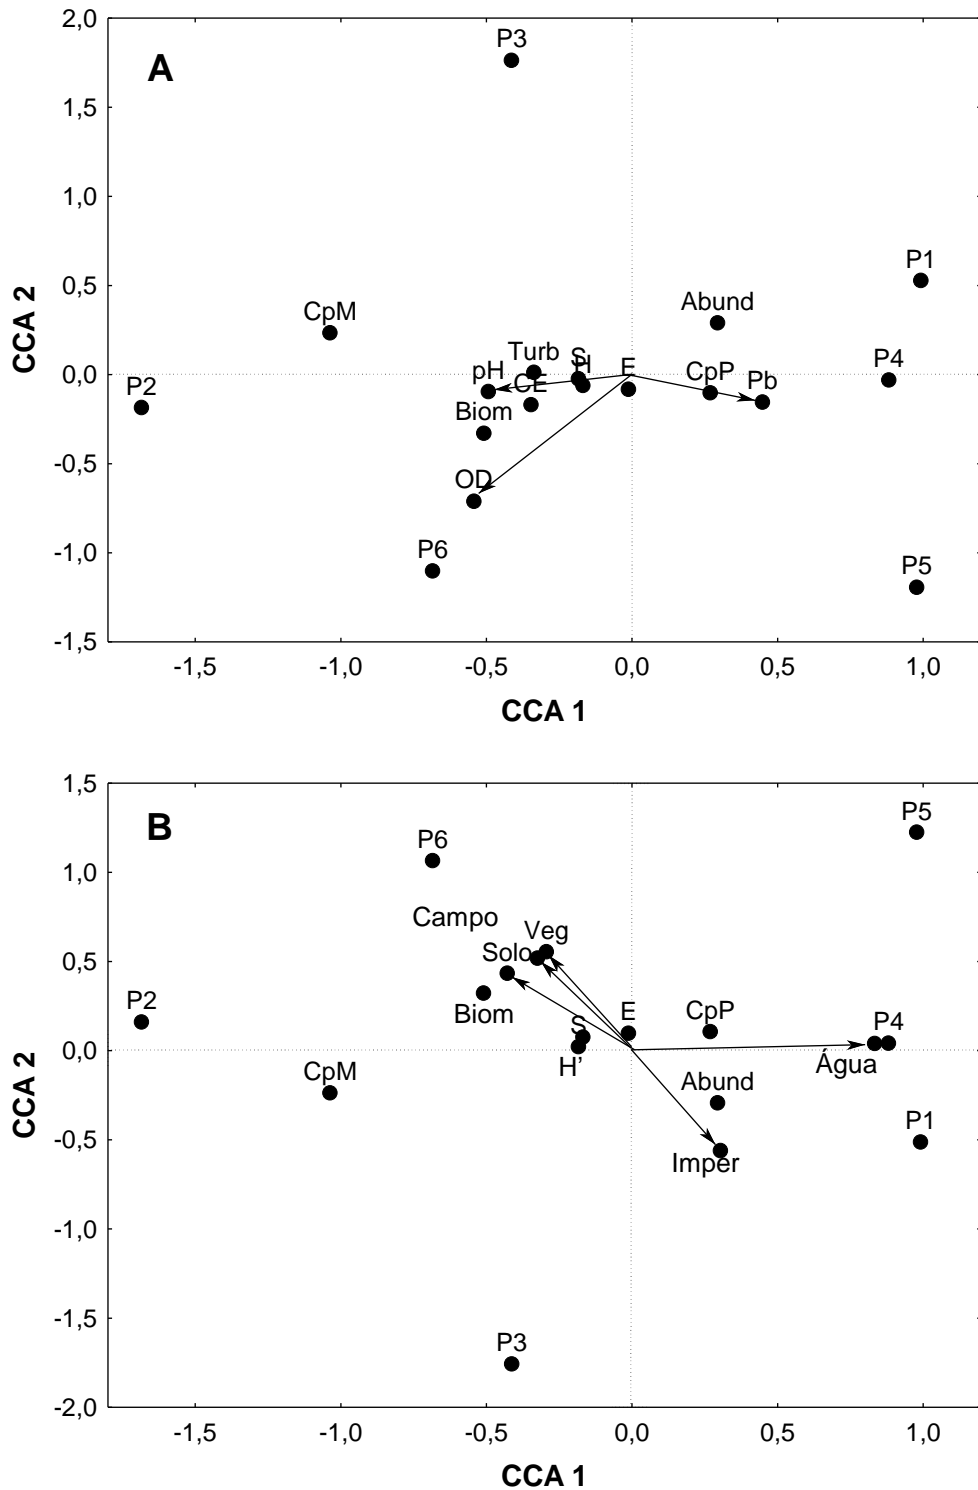 2,0
P3
A
1,5
1,0
P1
0,5
Abund
CpM
Turb
S
H
E
P4
0,0
pH
CE
CpP
Pb
P2
Biom
CCA 2
-0,5
OD
P6
P5
-1,0
-1,5
-1,5 -1,0 -0,5 0,0 0,5 1,0
CCA 1
1,5
B
P5
P6
1,0
Campo
Veg
0,5
Solo
P2
Biom
S
E
CpP
P4
0,0
H’
Água
CpM
Abund
CCA 2
P1
-0,5
Imper
-1,0
-1,5
P3
-2,0
-1,5 -1,0 -0,5 0,0 0,5 1,0
CCA 1